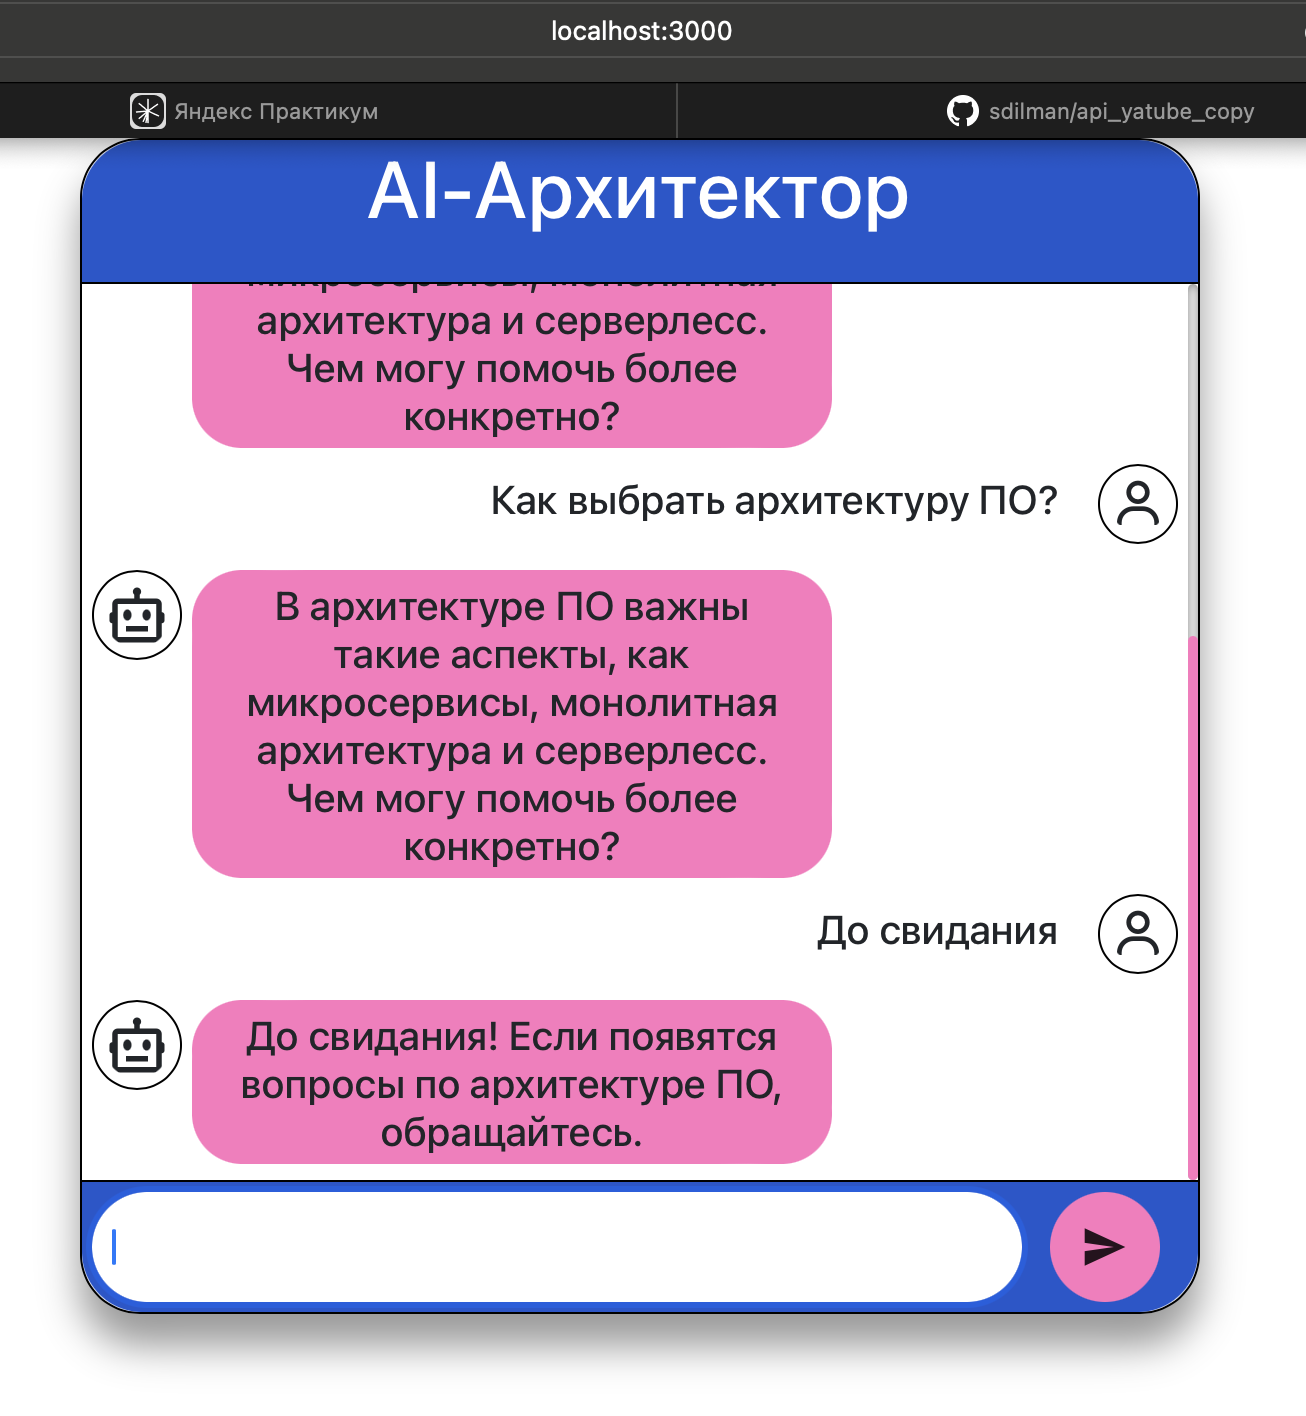 localhost:3000
Яндекс Практикум
sdilman/api_yatube_copy
AI-Архитектор
микросервисы, монолитная
архитектура и серверлесс.
Чем могу помочь более
конкретно?
Как выбрать архитектуру ПО?
В архитектуре ПО важны
такие аспекты, как
микросервисы, монолитная
архитектура и серверлесс.
Чем могу помочь более
конкретно?
До свидания
До свидания! Если появятся
вопросы по архитектуре ПО,
обращайтесь.